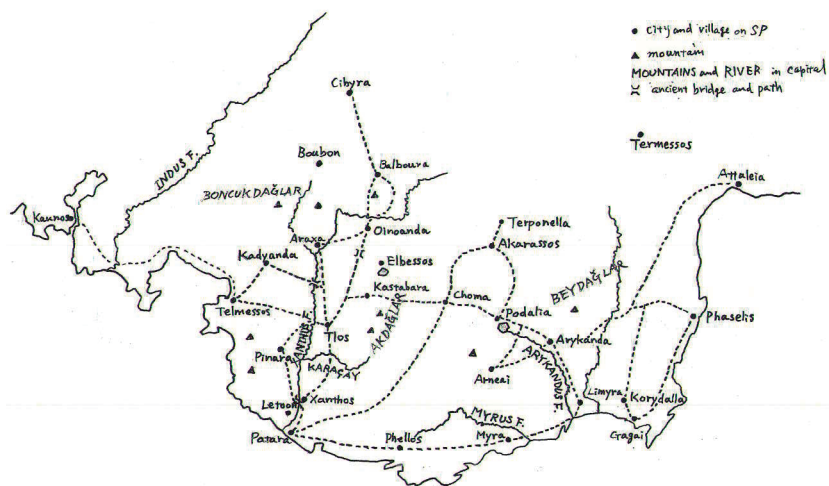 ● city and village on SP
▲ mountain
MOUNTAINS and RIVER in capital
ancient bridge and path
Cibyra
Termessos
INDUS F.
Boubon
Balboura
Attaleia
BONCUKDAĞLAR
Kaunos
Oinoanda
Terponella
Araxa
Akarassos
Kadyanda
Elbessos
BEYDAĞLAR
Telmessos
Kastabara
Choma
Podalia
Phaselis
XANTHUS F.
Tlos
AKDAĞLAR
Arykanda
Pinara
KARAÇAY
ARYKANDUS F.
Arneai
Letoon
Xanthos
Limyra
Korydalla
MYRUS F.
Patara
Phellos
Myra
Gagai